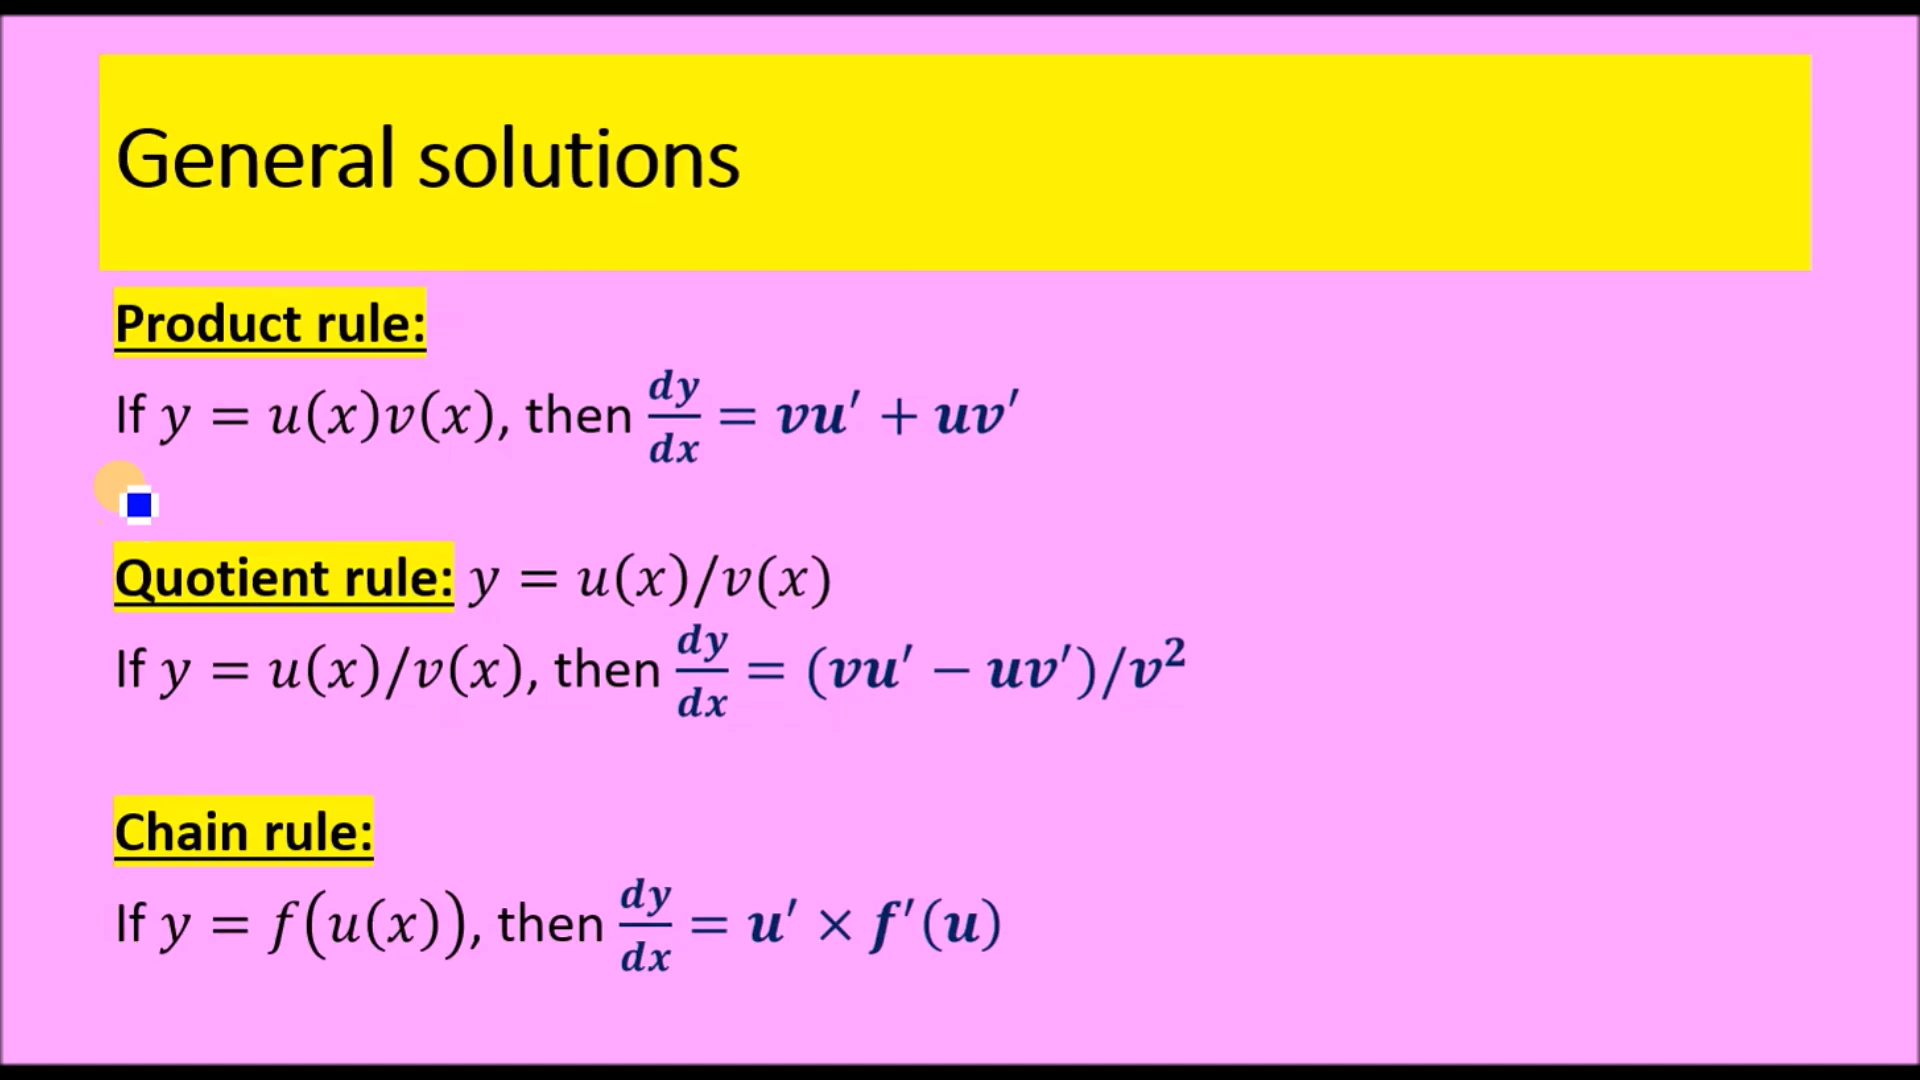 General solutions
Product rule:
If y = u(x)v(x), then dy/dx = vu′ + uv′
Quotient rule: y = u(x)/v(x)
If y = u(x)/v(x), then dy/dx = (vu′ − uv′)/v²
Chain rule:
If y = f(u(x)), then dy/dx = u′ × f′(u)